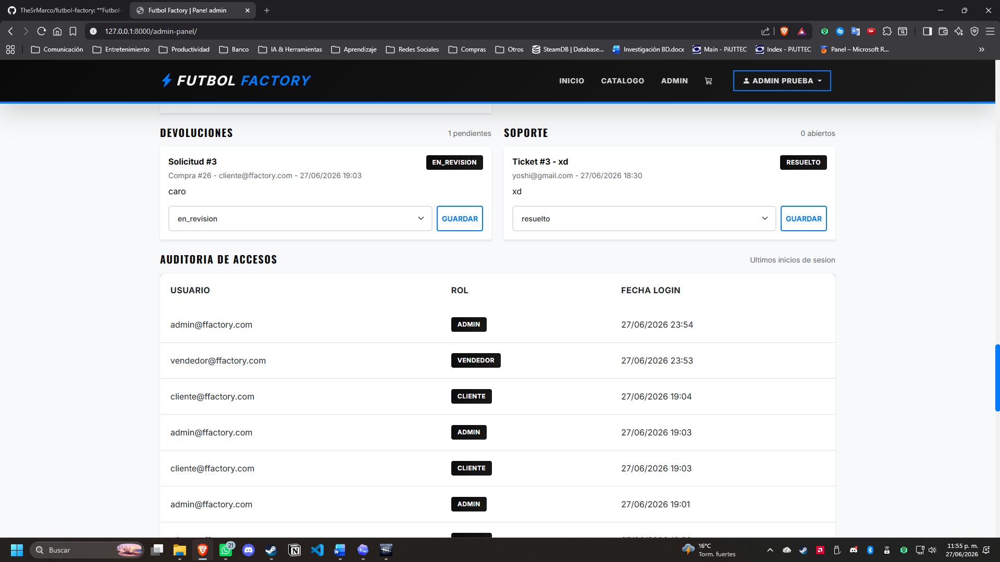 TheSrMarco/futbol-factory: **Futbol-
Futbol Factory | Panel admin
127.0.0.1:8000/admin-panel/
Comunicación
Entretenimiento
Productividad
Banco
IA & Herramientas
Aprendizaje
Redes Sociales
Compras
Otros
SteamDB | Database...
Investigación BD.docx
Main - PiUTTEC
Index - PiUTTEC
Panel – Microsoft R...
FUTBOL FACTORY
INICIO
CATALOGO
ADMIN
ADMIN PRUEBA
DEVOLUCIONES
1 pendientes
Solicitud #3
EN_REVISION
Compra #26 - cliente@ffactory.com - 27/06/2026 19:03
caro
en_revision
GUARDAR
SOPORTE
0 abiertos
Ticket #3 - xd
RESUELTO
yoshi@gmail.com - 27/06/2026 18:30
xd
resuelto
GUARDAR
AUDITORIA DE ACCESOS
Ultimos inicios de sesion
USUARIO ROL FECHA LOGIN
admin@ffactory.com ADMIN 27/06/2026 23:54
vendedor@ffactory.com VENDEDOR 27/06/2026 23:53
cliente@ffactory.com CLIENTE 27/06/2026 19:04
admin@ffactory.com ADMIN 27/06/2026 19:03
cliente@ffactory.com CLIENTE 27/06/2026 19:03
admin@ffactory.com ADMIN 27/06/2026 19:01
Buscar
21
16°C
Torm. fuertes
11:55 p. m.
27/06/2026